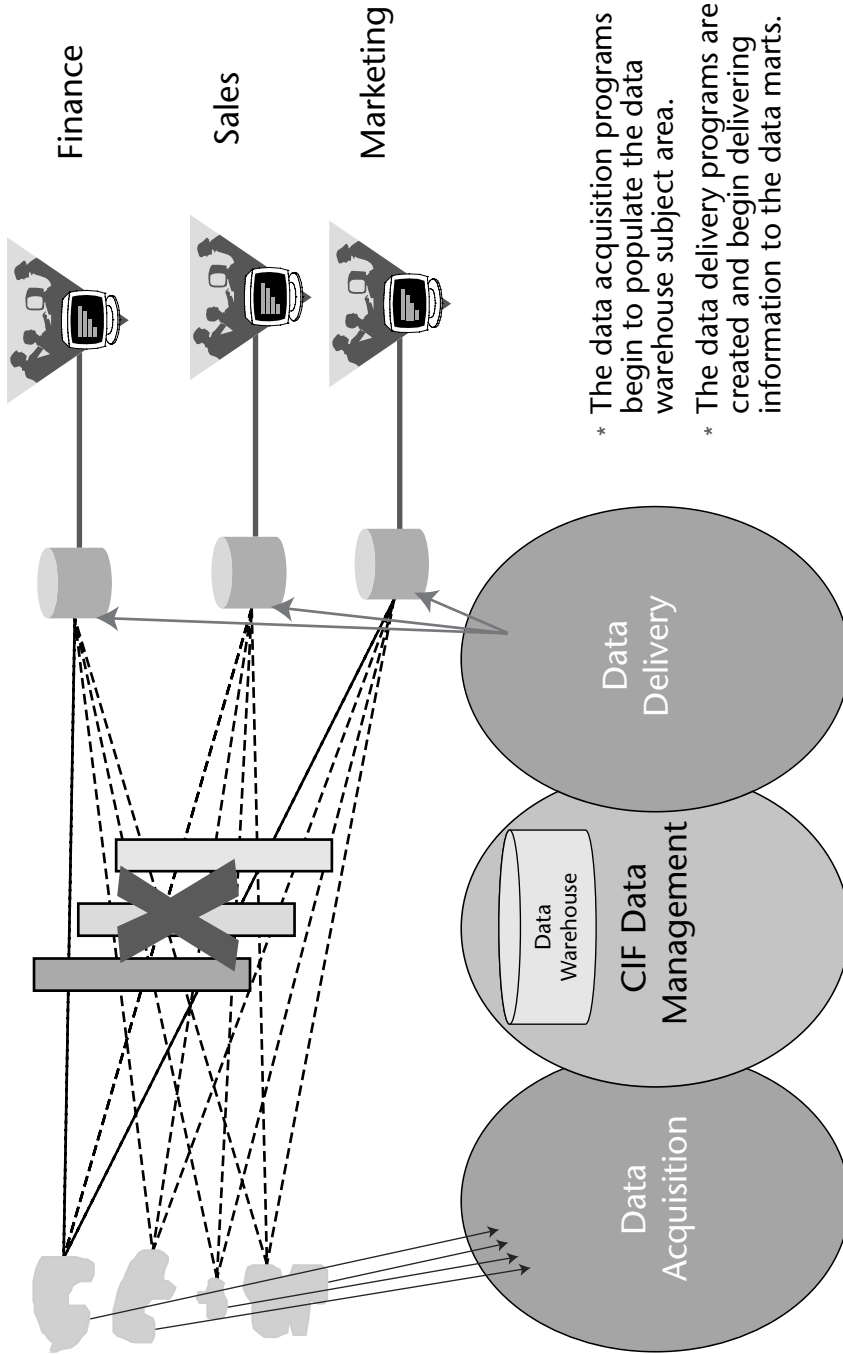 Finance
Sales
Marketing
* The data acquisition programs
begin to populate the data
warehouse subject area.
* The data delivery programs are
created and begin delivering
information to the data marts.
Data
Acquisition
Data
Warehouse
CIF Data
Management
Data
Delivery